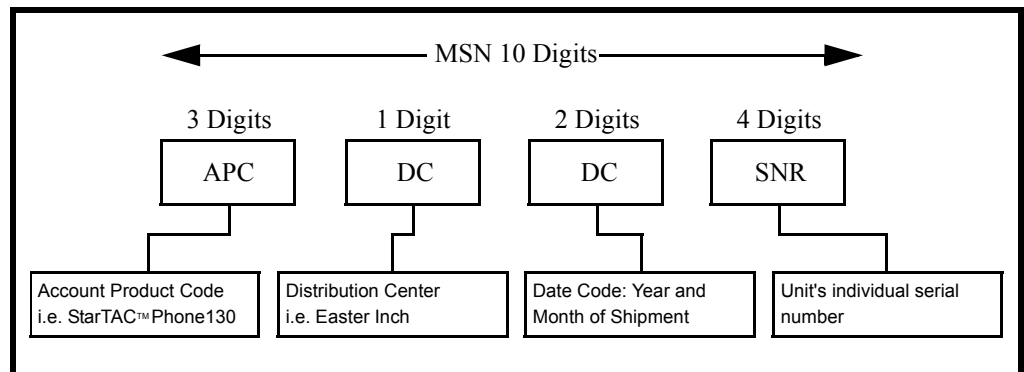 MSN 10 Digits
3 Digits 1 Digit 2 Digits 4 Digits
APC DC DC SNR
Account Product Code
i.e. StarTAC™ Phone130
Distribution Center
i.e. Easter Inch
Date Code: Year and
Month of Shipment
Unit's individual serial
number